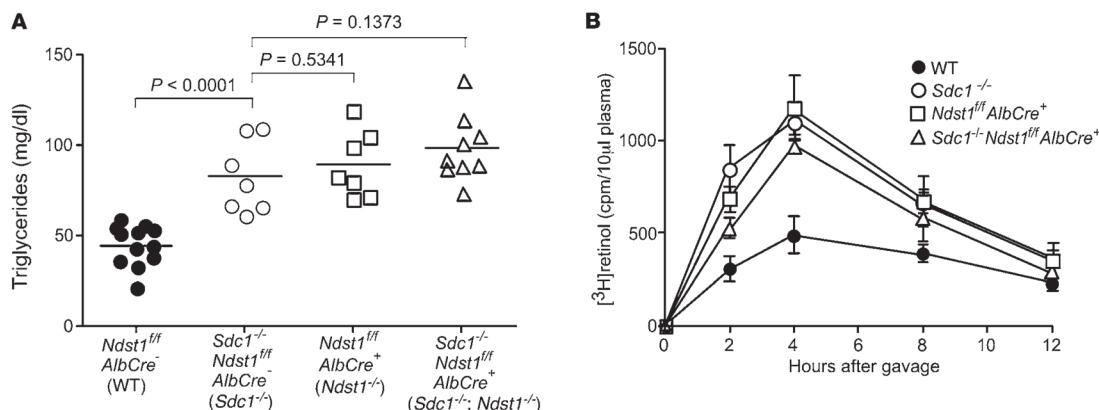 A
P = 0.1373
P = 0.5341
P < 0.0001
Triglycerides (mg/dl)
150
100
50
0
Ndst1f/f
AlbCre-
(WT)
Sdc1-/-
Ndst1f/f
AlbCre-
(Sdc1-/-)
Ndst1f/f
AlbCre+
(Ndst1-/-)
Sdc1-/-
Ndst1f/f
AlbCre+
(Sdc1-/-; Ndst1-/-)
B
[3H]retinol (cpm/10µl plasma)
1500
1000
500
0
WT
Sdc1-/-
Ndst1f/fAlbCre+
Sdc1-/-Ndst1f/fAlbCre+
0 2 4 6 8 10 12
Hours after gavage